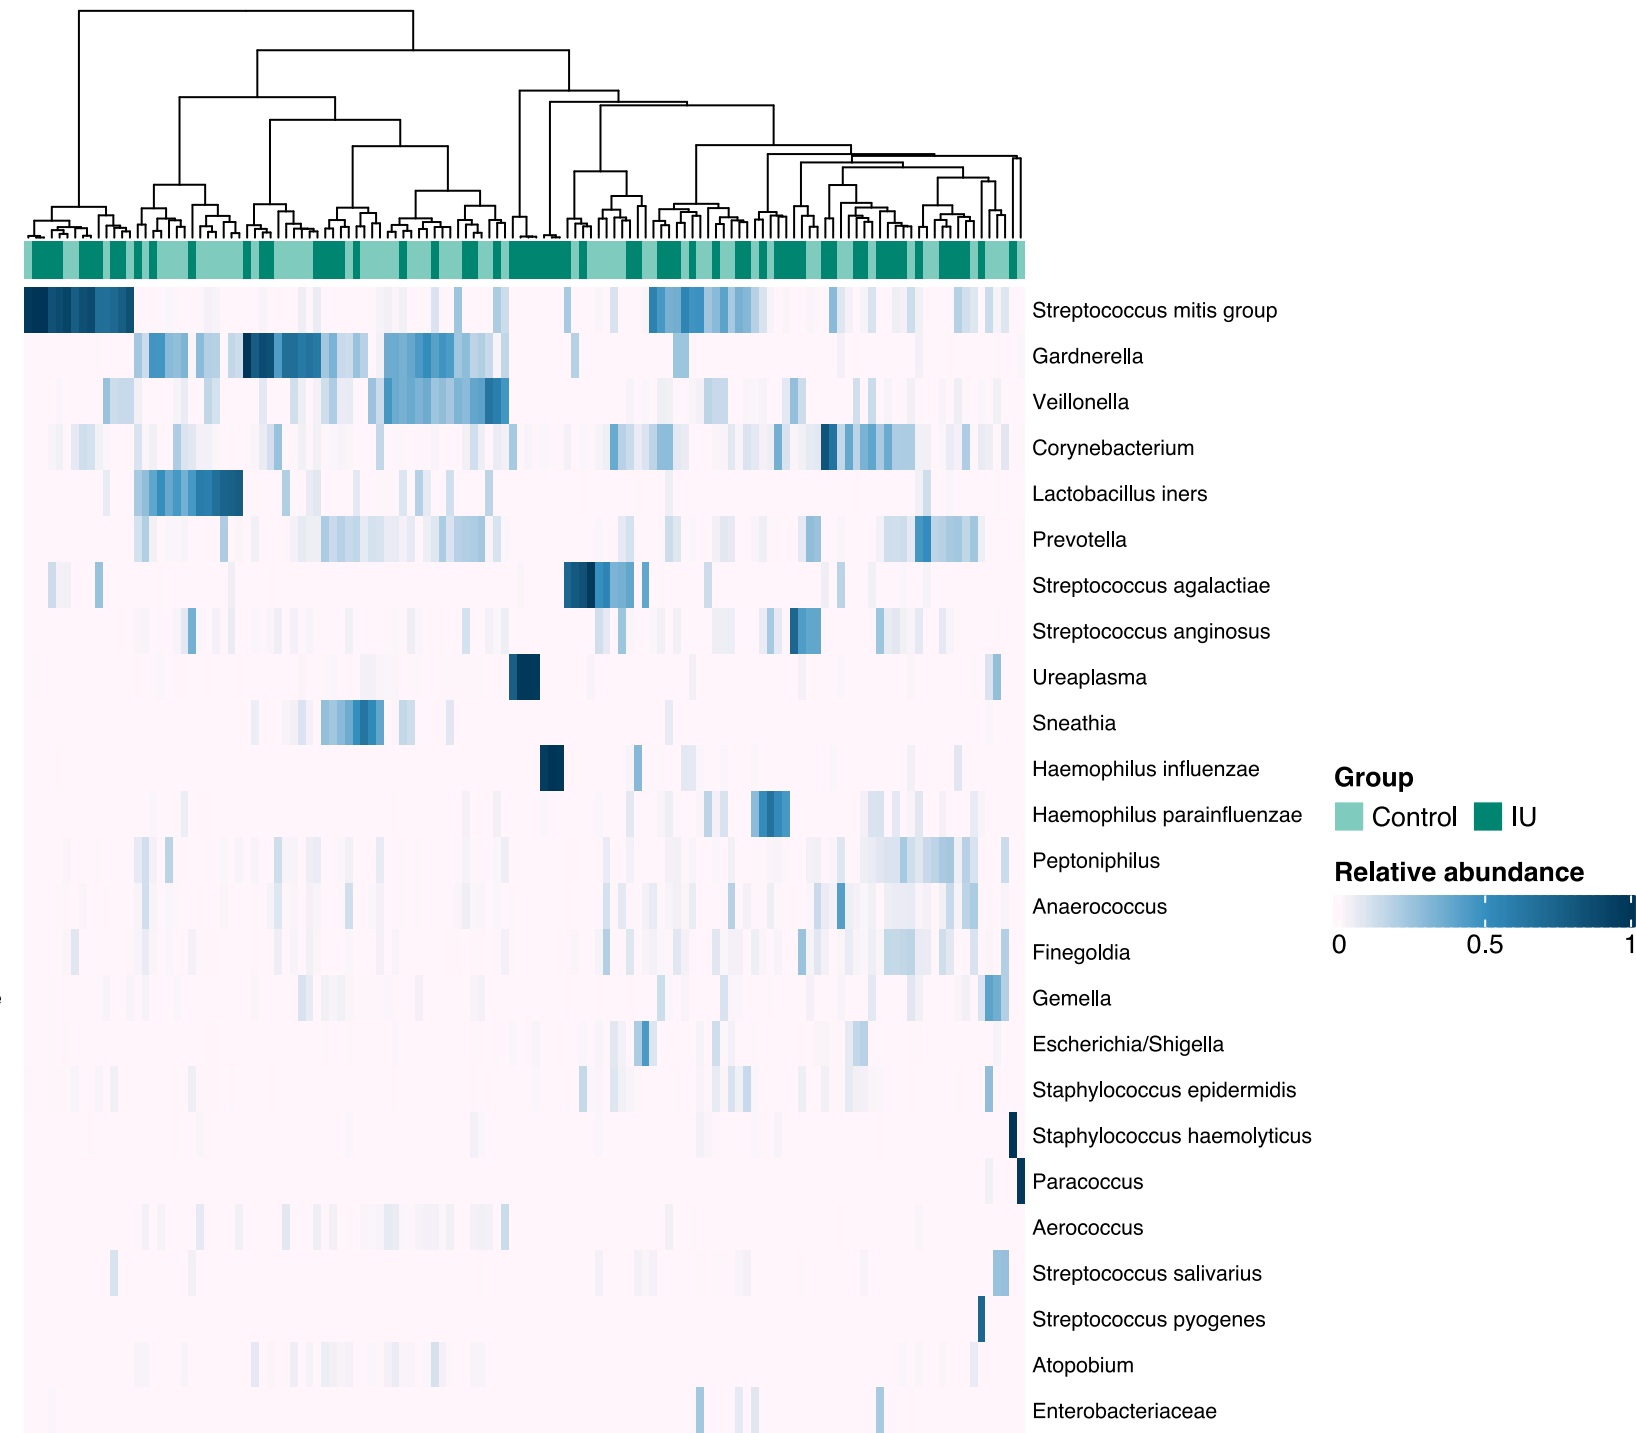 Streptococcus mitis group
Gardnerella
Veillonella
Corynebacterium
Lactobacillus iners
Prevotella
Streptococcus agalactiae
Streptococcus anginosus
Ureaplasma
Sneathia
Haemophilus influenzae
Haemophilus parainfluenzae
Peptoniphilus
Anaerococcus
Finegoldia
Gemella
Escherichia/Shigella
Staphylococcus epidermidis
Staphylococcus haemolyticus
Paracoccus
Aerococcus
Streptococcus salivarius
Streptococcus pyogenes
Atopobium
Enterobacteriaceae
Group
Control IU
Relative abundance
0 0.5 1